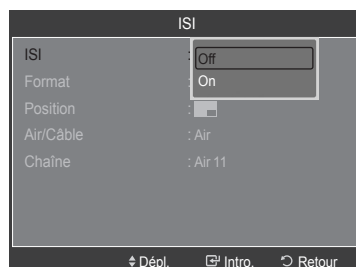 ISI
ISI : Off
Format : On
Position :
Air/Câble : Air
Chaîne : Air 11
Dépl. Intro. Retour